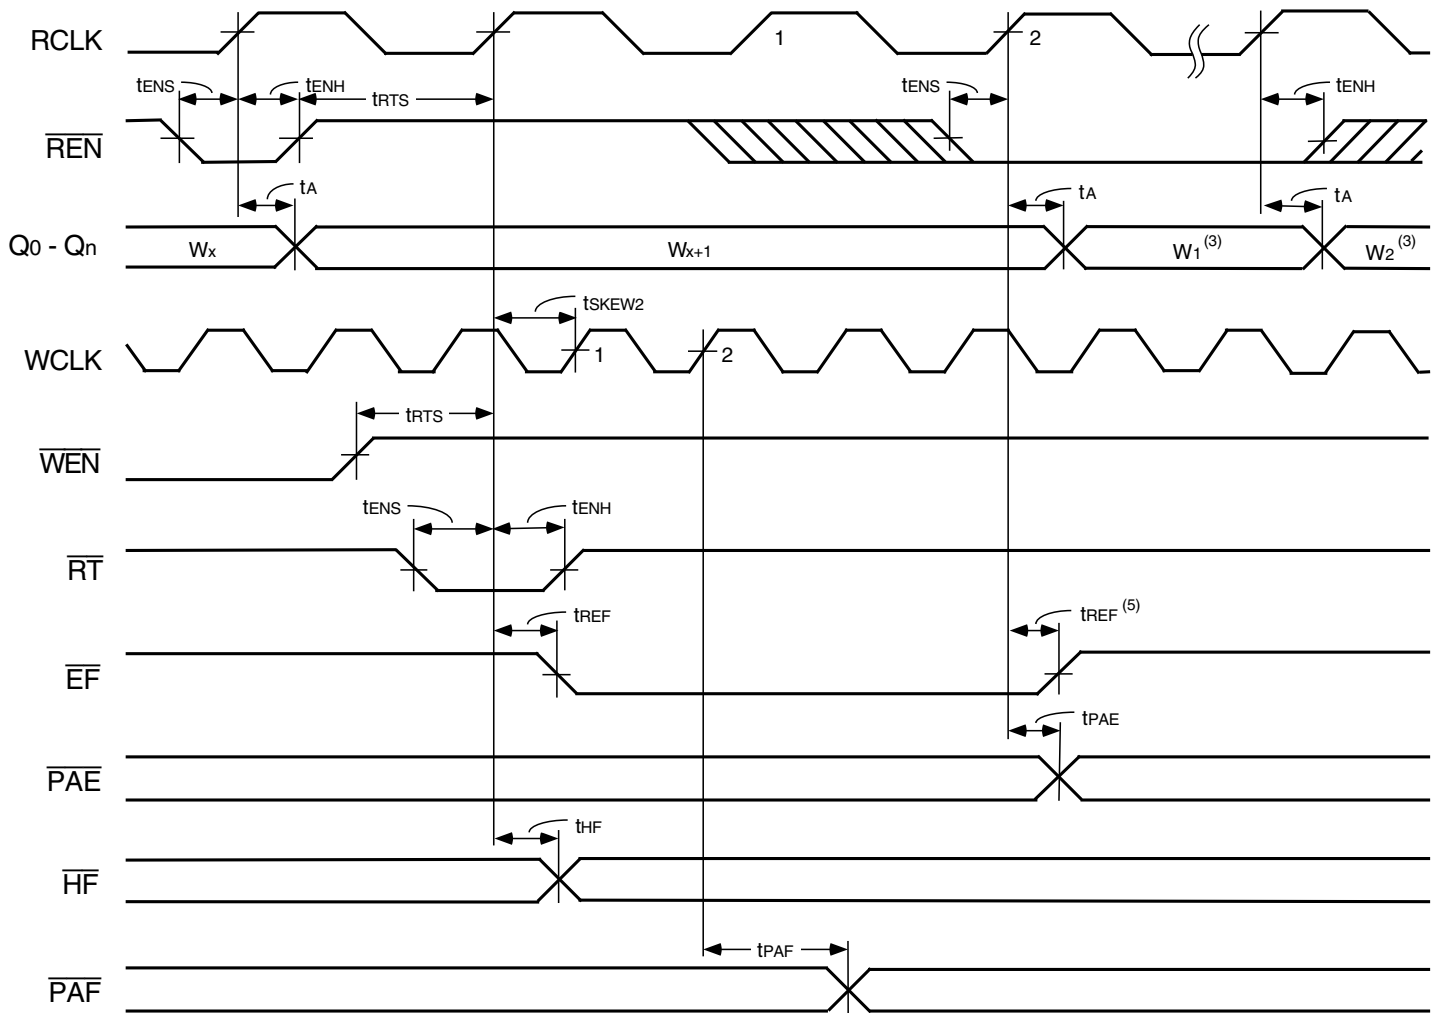 RCLK 1 2
tENS tENH tRTS tENS tENH
REN
tA tA tA
Q0 - Qn Wx Wx+1 W1(3) W2(3)
tSKEW2
WCLK 1 2
tRTS
WEN
tENS tENH
RT
tREF tREF(5)
EF
tPAE
PAE
tHF
HF
tPAF
PAF